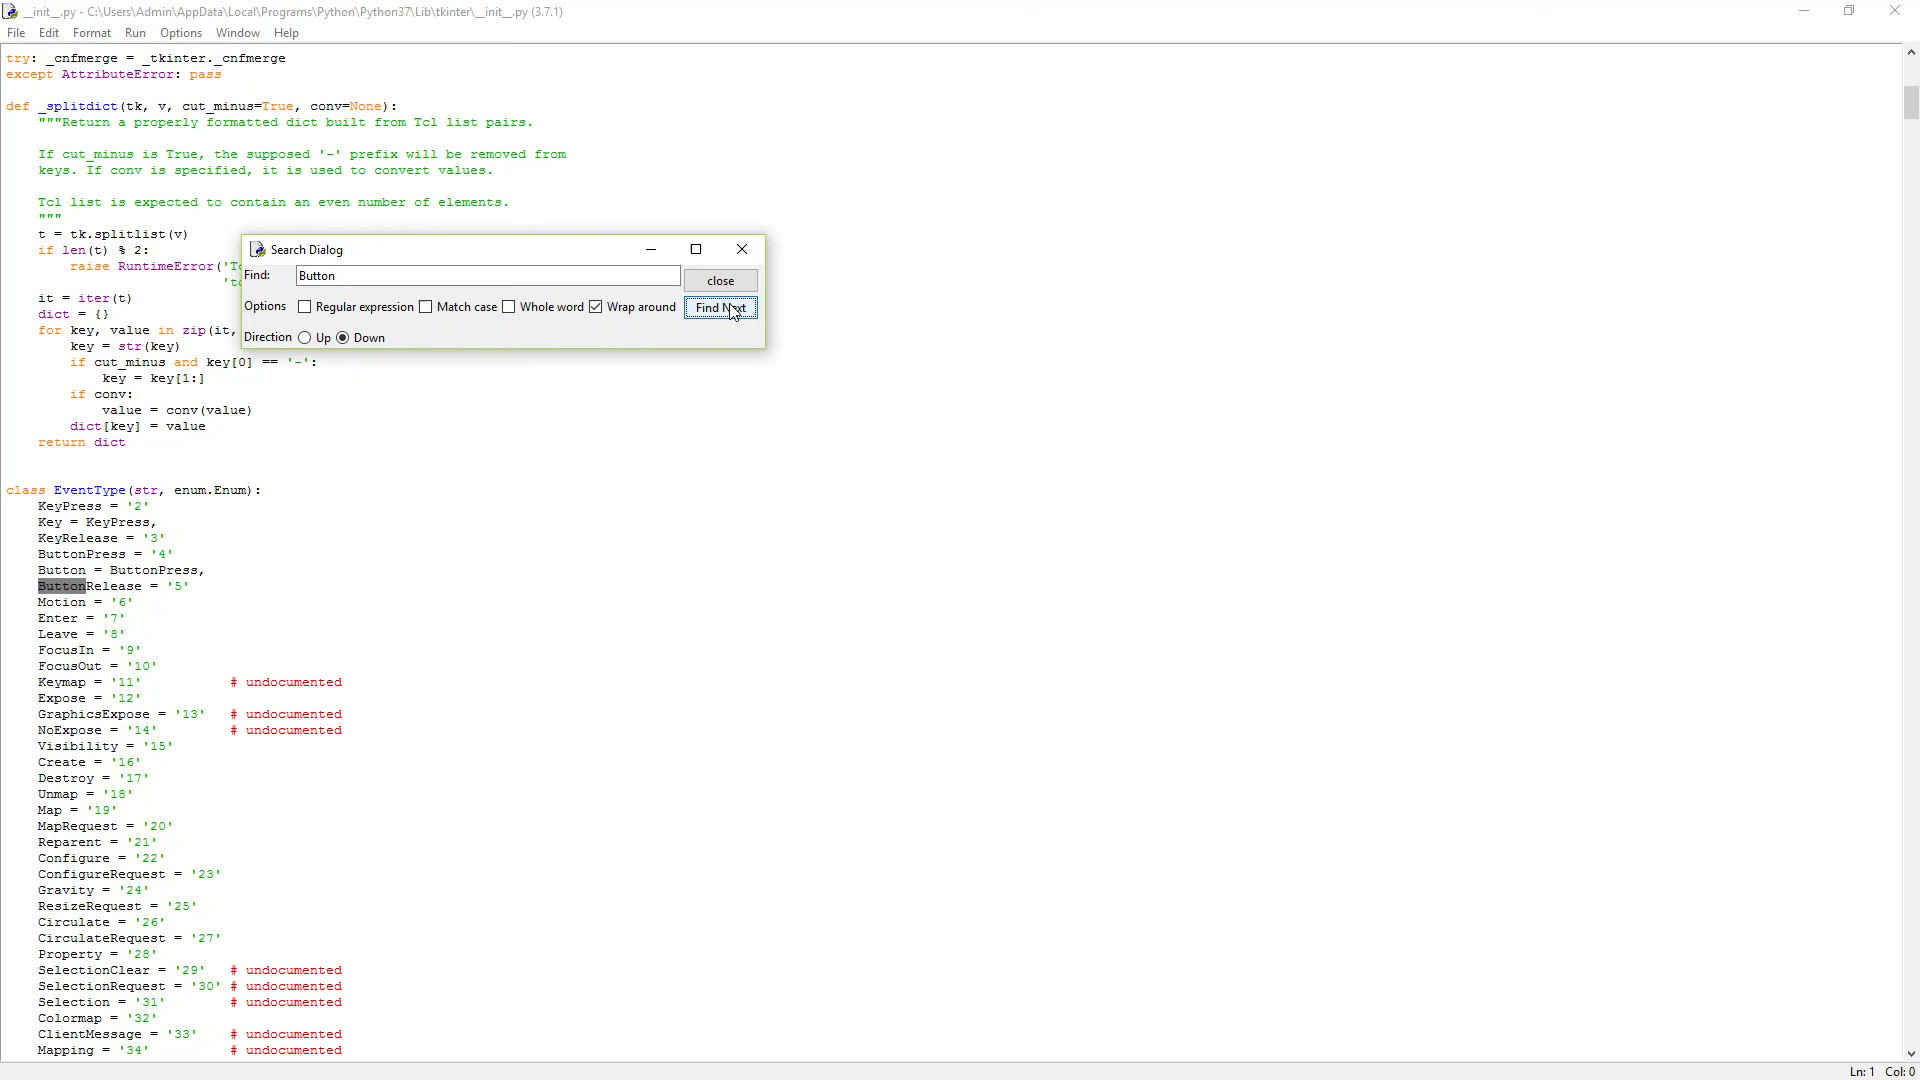 __init__.py - C:\Users\Admin\AppData\Local\Programs\Python\Python37\Lib\tkinter\__init__.py (3.7.1)
File Edit Format Run Options Window Help
try: _cnfmerge = _tkinter._cnfmerge
except AttributeError: pass
def _splitdict(tk, v, cut_minus=True, conv=None):
"""Return a properly formatted dict built from Tcl list pairs.
If cut_minus is True, the supposed '-' prefix will be removed from
keys. If conv is specified, it is used to convert values.
Tcl list is expected to contain an even number of elements.
"""
t = tk.splitlist(v)
if len(t) % 2:
raise RuntimeError('Tc
'to
it = iter(t)
dict = {}
for key, value in zip(it,
key = str(key)
if cut_minus and key[0] == '-':
key = key[1:]
if conv:
value = conv(value)
dict[key] = value
return dict
Search Dialog
Find: Button close
Options Regular expression Match case Whole word Wrap around Find Next
Direction Up Down
class EventType(str, enum.Enum):
KeyPress = '2'
Key = KeyPress,
KeyRelease = '3'
ButtonPress = '4'
Button = ButtonPress,
ButtonRelease = '5'
Motion = '6'
Enter = '7'
Leave = '8'
FocusIn = '9'
FocusOut = '10'
Keymap = '11' # undocumented
Expose = '12'
GraphicsExpose = '13' # undocumented
NoExpose = '14' # undocumented
Visibility = '15'
Create = '16'
Destroy = '17'
Unmap = '18'
Map = '19'
MapRequest = '20'
Reparent = '21'
Configure = '22'
ConfigureRequest = '23'
Gravity = '24'
ResizeRequest = '25'
Circulate = '26'
CirculateRequest = '27'
Property = '28'
SelectionClear = '29' # undocumented
SelectionRequest = '30' # undocumented
Selection = '31' # undocumented
Colormap = '32'
ClientMessage = '33' # undocumented
Mapping = '34' # undocumented
Ln: 1 Col: 0